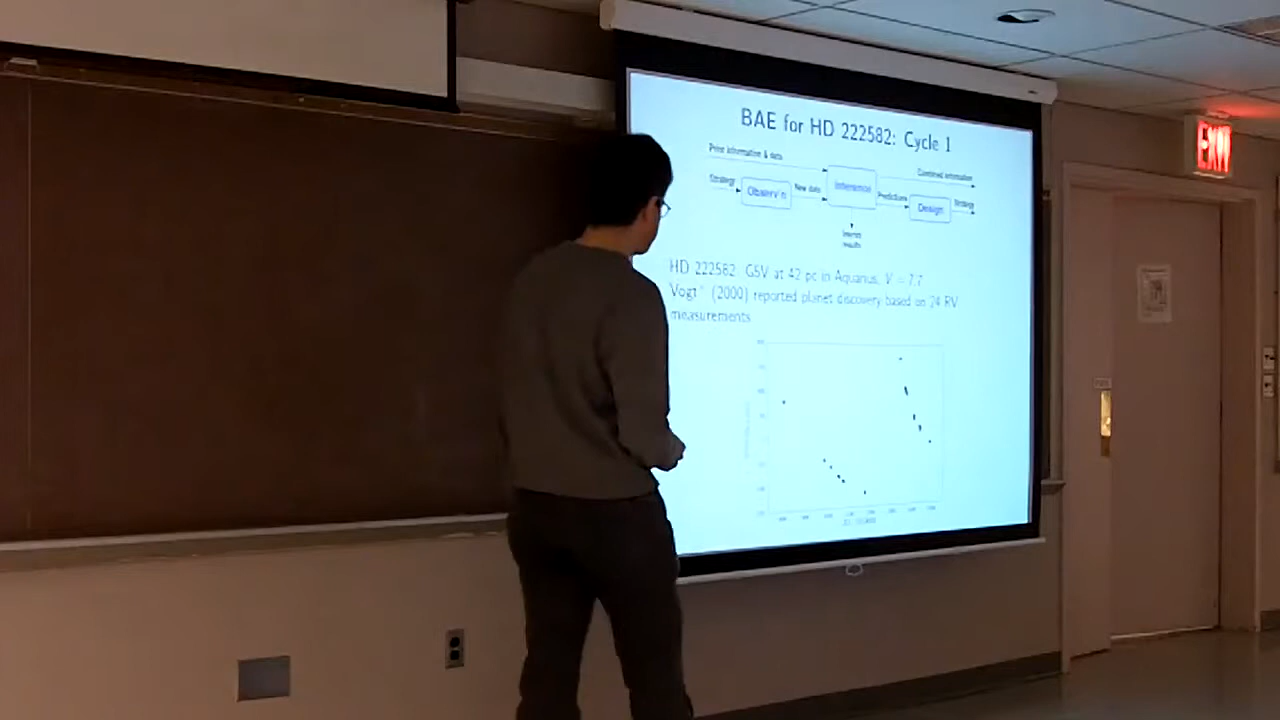 BAE for HD 222582: Cycle 1
Prior information & data
Combined information
Strategy
Observ'n
New data
Inference
Predictions
Design
Strategy
Interim
results
HD 222582: G5V at 42 pc in Aquarius, V = 7.7
Vogt⁺ (2000) reported planet discovery based on 24 RV
measurements
EXIT